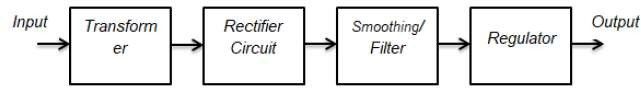 Input
Transform
er
Rectifier
Circuit
Smoothing/
Filter
Regulator
Output